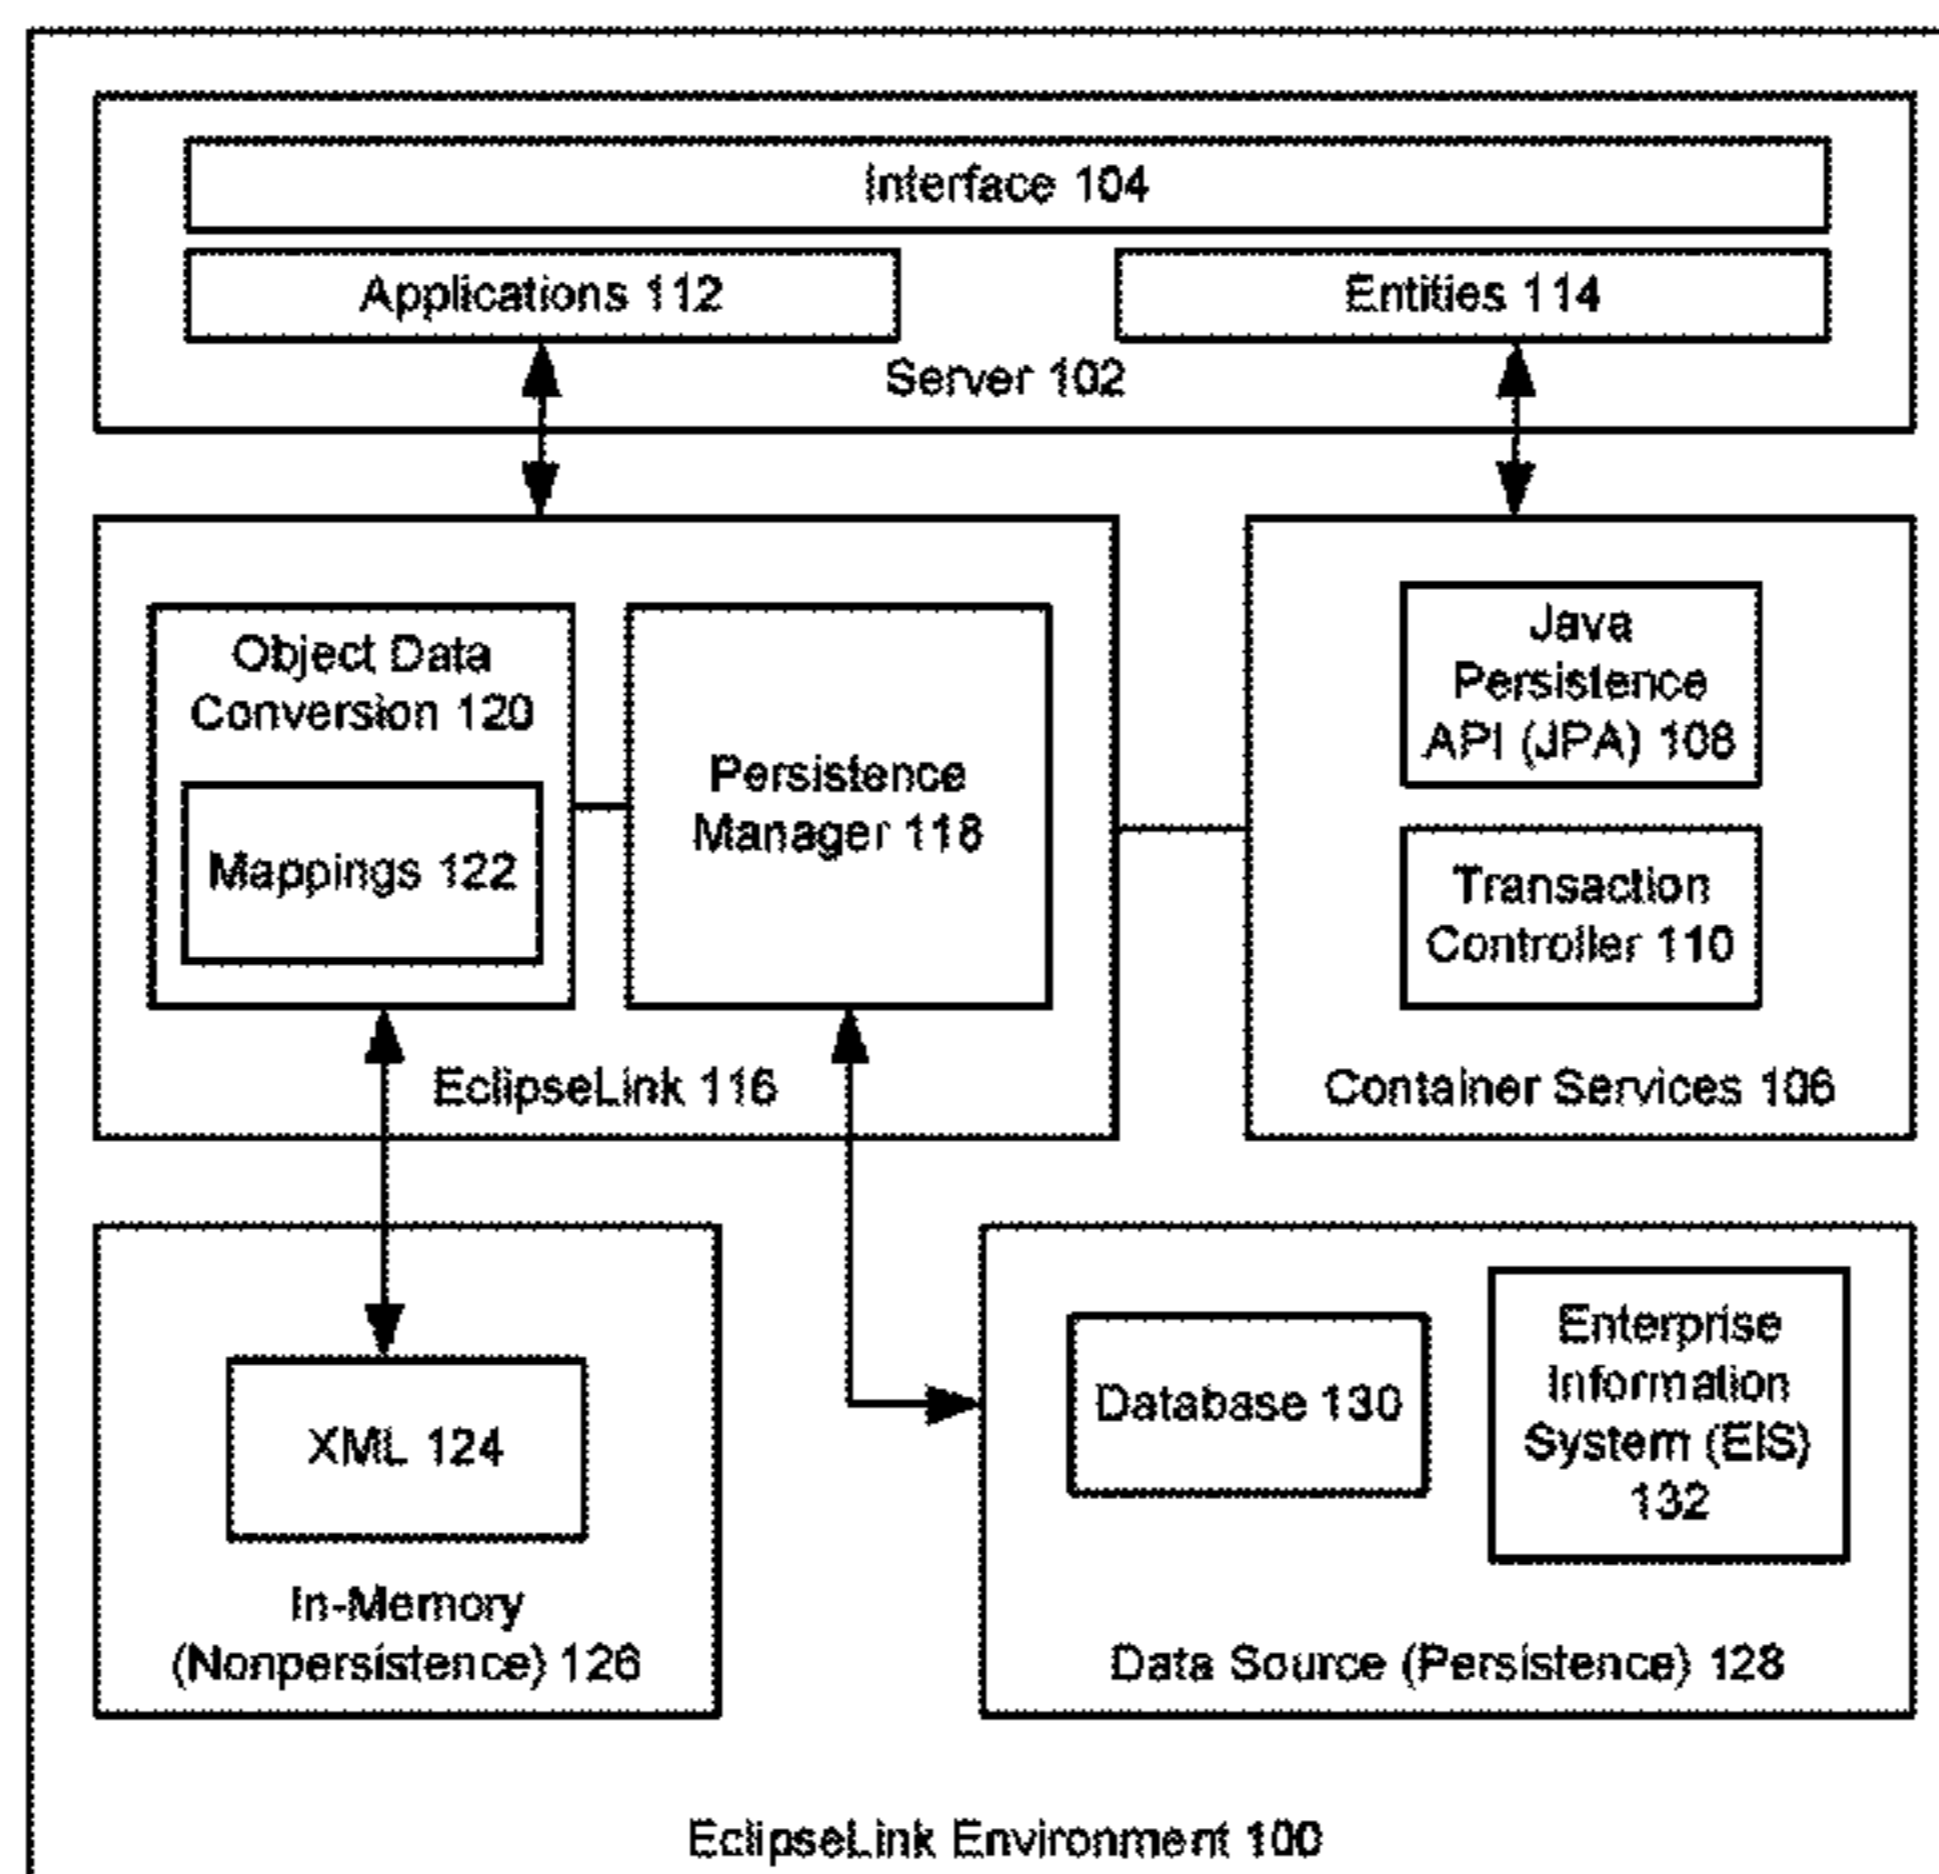 Interface 104
Applications 112
Entities 114
Server 102
Object Data
Conversion 120
Mappings 122
Persistence
Manager 118
EclipseLink 116
Java
Persistence
API (JPA) 108
Transaction
Controller 110
Container Services 106
XML 124
In-Memory
(Nonpersistence) 126
Database 130
Enterprise
Information
System (EIS)
132
Data Source (Persistence) 128
EclipseLink Environment 100